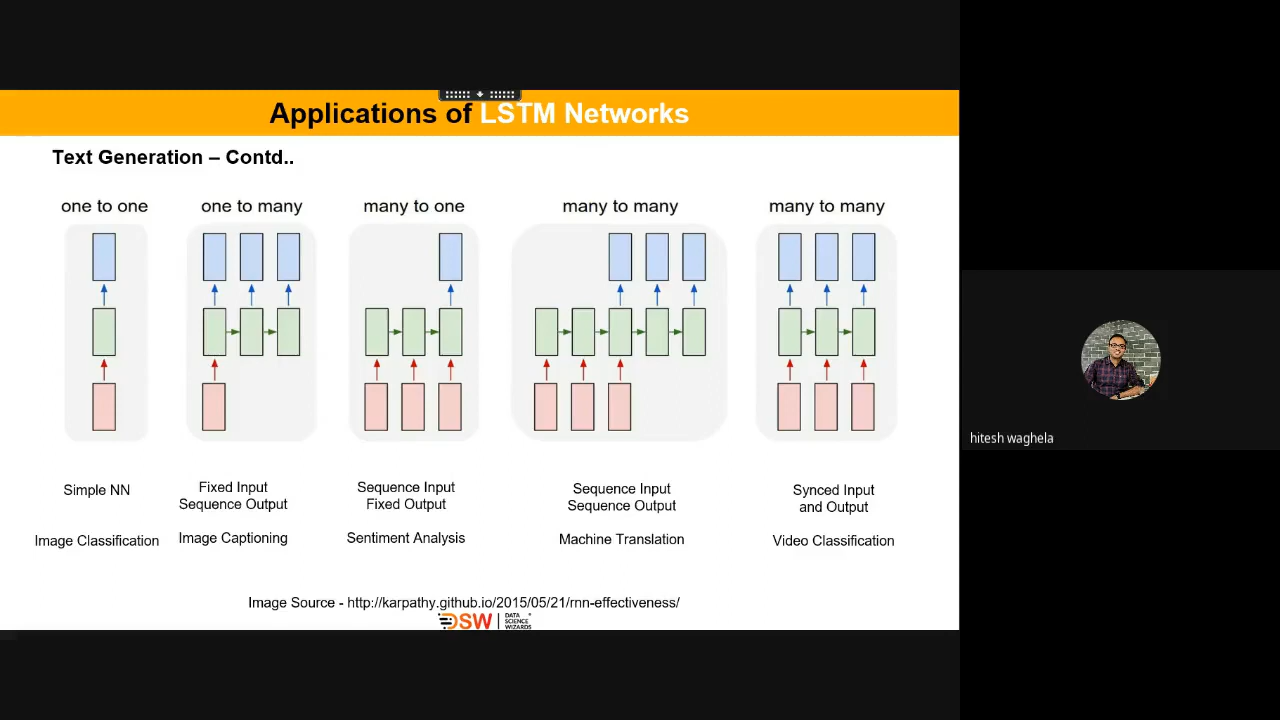 Applications of LSTM Networks
Text Generation – Contd..
one to one
one to many
many to one
many to many
many to many
Simple NN
Fixed Input
Sequence Output
Sequence Input
Fixed Output
Sequence Input
Sequence Output
Synced Input
and Output
Image Classification
Image Captioning
Sentiment Analysis
Machine Translation
Video Classification
Image Source - http://karpathy.github.io/2015/05/21/rnn-effectiveness/
DSW
DATA
SCIENCE
WIZARDS
hitesh waghela